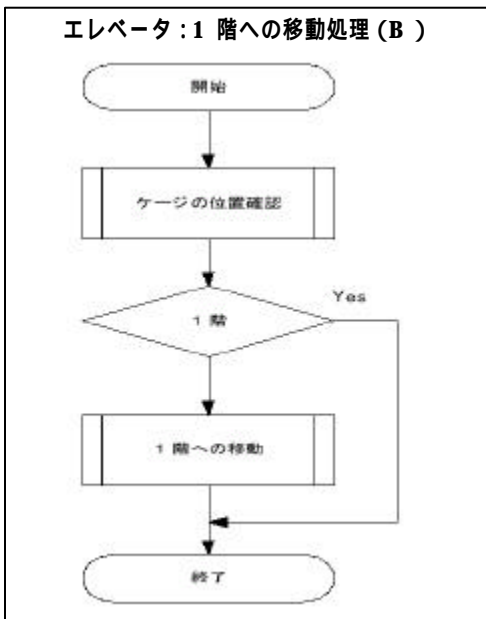 エレベータ：1 階への移動処理（B ）
開始
ケージの位置確認
1 階
Yes
1 階への移動
終了